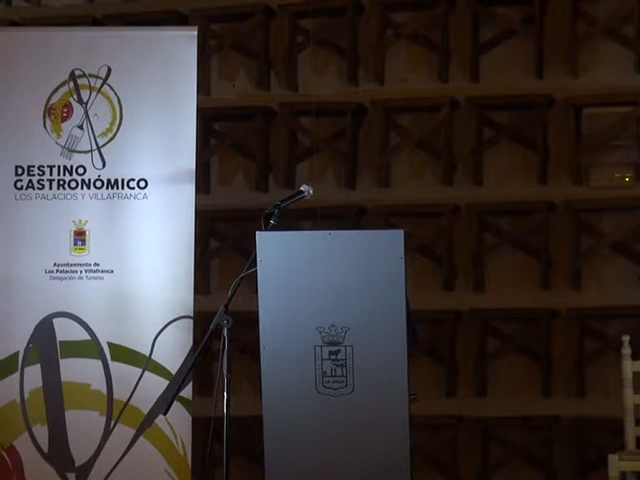 DESTINO
GASTRONÓMICO
LOS PALACIOS Y VILLAFRANCA
Ayuntamiento de
Los Palacios y Villafranca
Delegación de Turismo